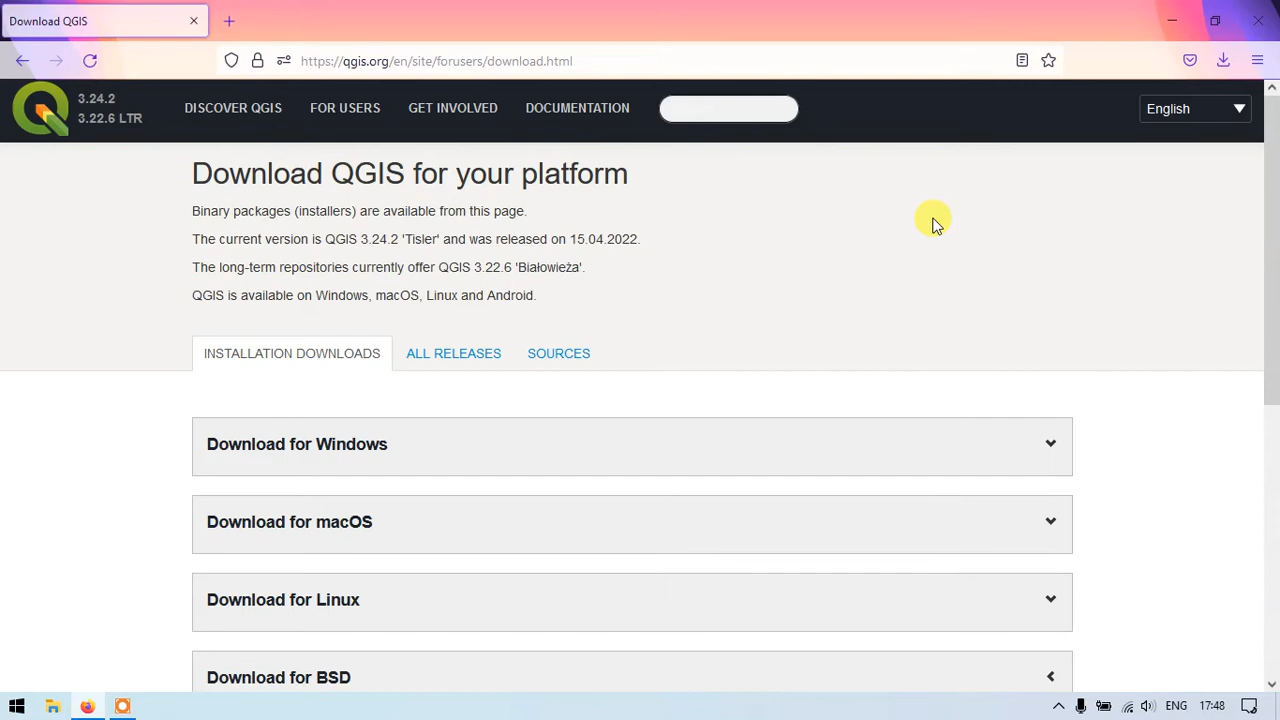 Download QGIS
https://qgis.org/en/site/forusers/download.html
3.24.2
3.22.6 LTR
DISCOVER QGIS
FOR USERS
GET INVOLVED
DOCUMENTATION
English
Download QGIS for your platform
Binary packages (installers) are available from this page.
The current version is QGIS 3.24.2 'Tisler' and was released on 15.04.2022.
The long-term repositories currently offer QGIS 3.22.6 'Białowieża'.
QGIS is available on Windows, macOS, Linux and Android.
INSTALLATION DOWNLOADS
ALL RELEASES
SOURCES
Download for Windows
Download for macOS
Download for Linux
Download for BSD
ENG
17:48